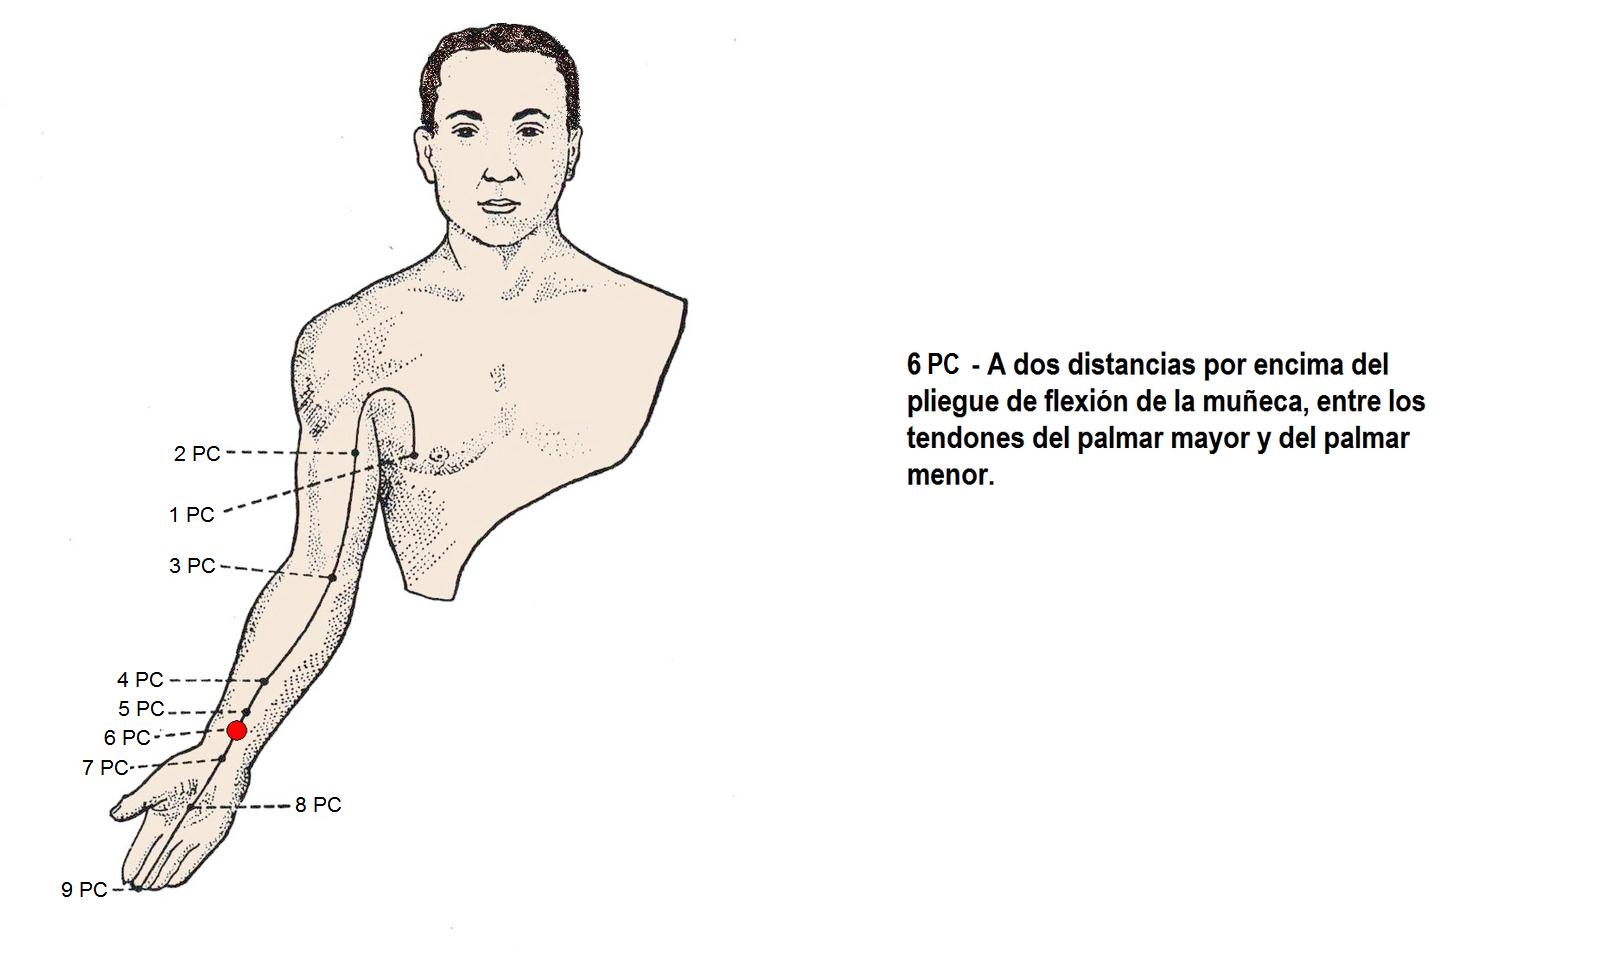 2 PC
1 PC
3 PC
4 PC
5 PC
6 PC
7 PC
8 PC
9 PC
6 PC - A dos distancias por encima del
pliegue de flexión de la muñeca, entre los
tendones del palmar mayor y del palmar
menor.